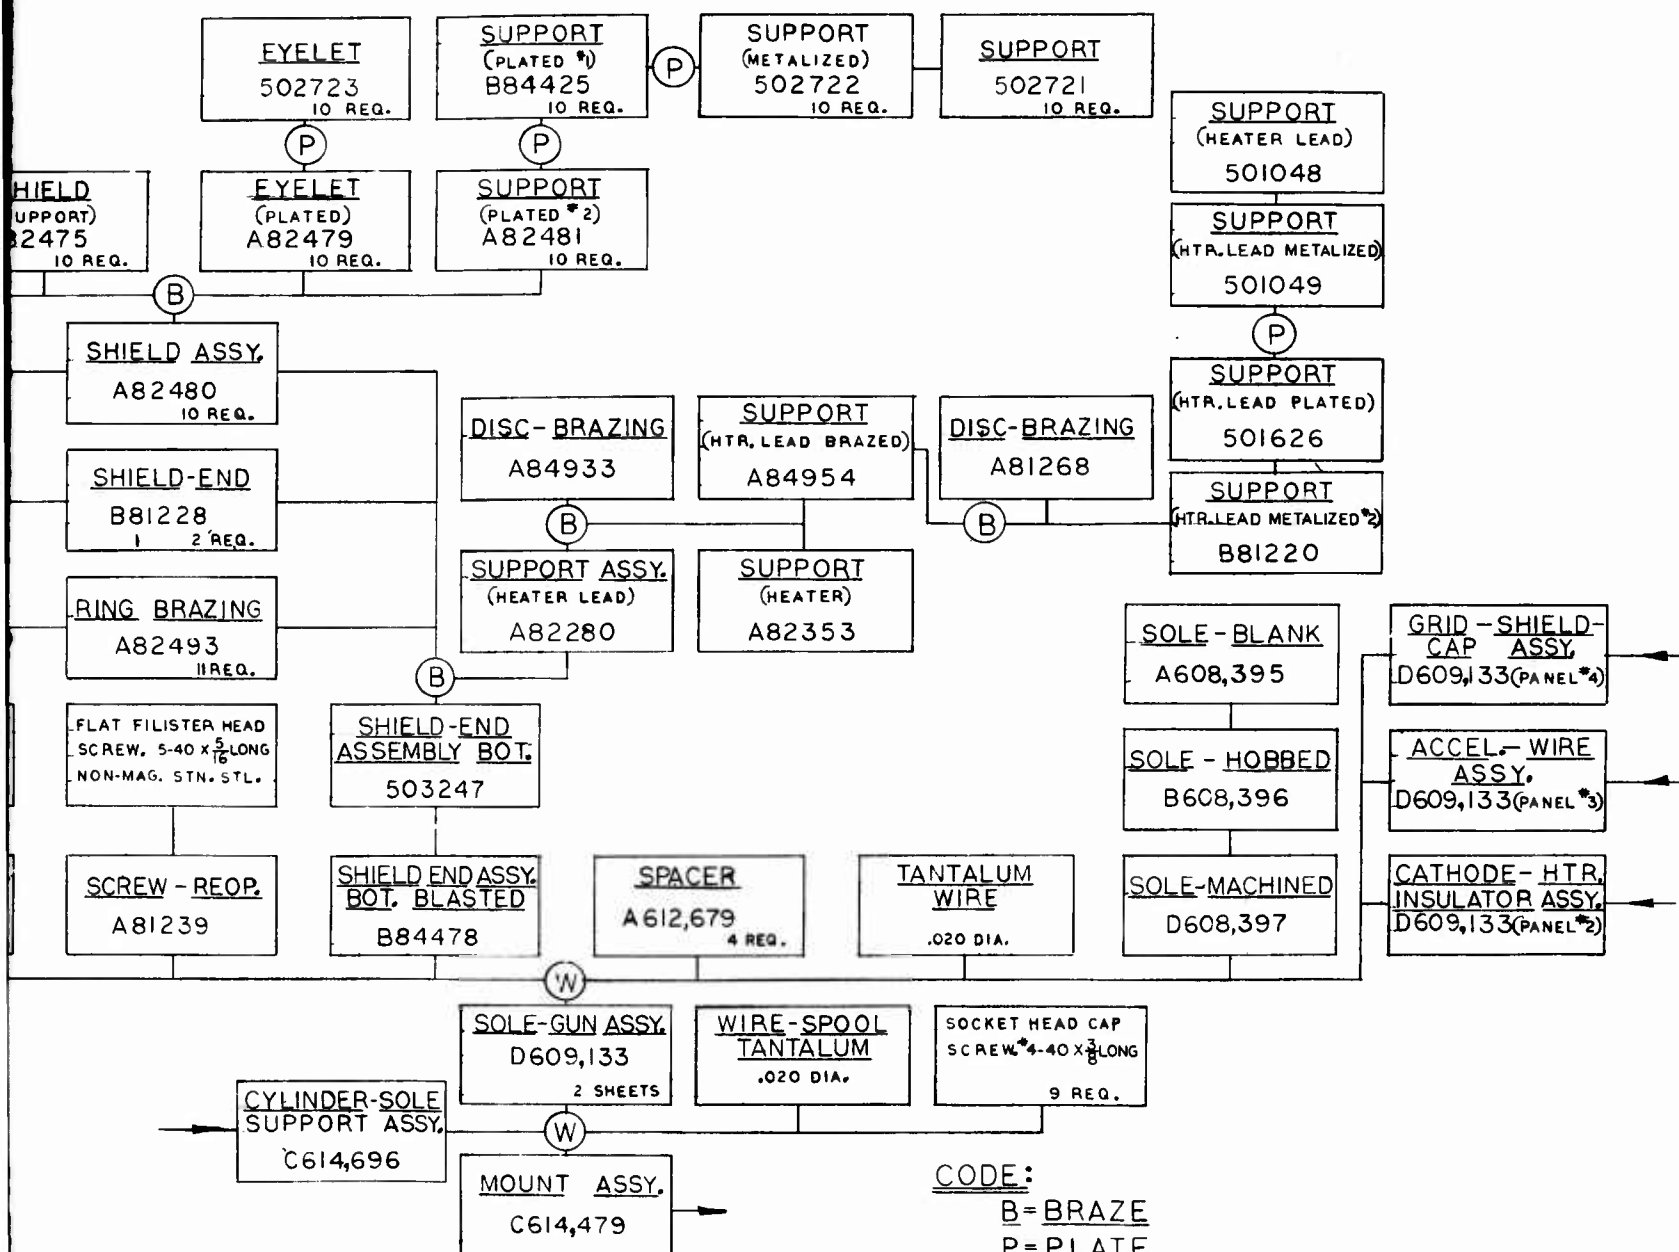 EYELET
502723
10 REQ.
SUPPORT
(PLATED #1)
B84425
10 REQ.
P
SUPPORT
(METALIZED)
502722
10 REQ.
SUPPORT
502721
10 REQ.
P
P
SUPPORT
(HEATER LEAD)
501048
HIELD
UPPORT)
82475
10 REQ.
EYELET
(PLATED)
A82479
10 REQ.
SUPPORT
(PLATED #2)
A82481
10 REQ.
SUPPORT
(HTR. LEAD METALIZED)
501049
B
P
SHIELD ASSY.
A82480
10 REQ.
SUPPORT
(HTR. LEAD PLATED)
501626
DISC-BRAZING
A84933
SUPPORT
(HTR. LEAD BRAZED)
A84954
DISC-BRAZING
A81268
SHIELD-END
B81228
1 2 REQ.
B
B
SUPPORT
(HTR. LEAD METALIZED #2)
B81220
SUPPORT ASSY.
(HEATER LEAD)
A82280
SUPPORT
(HEATER)
A82353
RING BRAZING
A82493
11 REQ.
B
SOLE-BLANK
A608,395
GRID-SHIELD-
CAP ASSY.
D609,133 (PANEL #4)
FLAT FILISTER HEAD
SCREW. 5-40 X 5/16 LONG
NON-MAG. STN. STL.
SHIELD-END
ASSEMBLY BOT.
503247
SOLE-HOBBED
B608,396
ACCEL.-WIRE
ASSY.
D609,133 (PANEL #3)
SCREW-REOP.
A81239
SHIELD END ASSY.
BOT. BLASTED
B84478
SPACER
A612,679
4 REQ.
TANTALUM
WIRE
.020 DIA.
SOLE-MACHINED
D608,397
CATHODE-HTR.
INSULATOR ASSY.
D609,133 (PANEL #2)
W
SOLE-GUN ASSY.
D609,133
2 SHEETS
WIRE-SPOOL
TANTALUM
.020 DIA.
SOCKET HEAD CAP
SCREW. #4-40 X 3/8 LONG
9 REQ.
CYLINDER-SOLE
SUPPORT ASSY.
C614,696
W
MOUNT ASSY.
C614,479
CODE:
B=BRAZE
P=PLATE